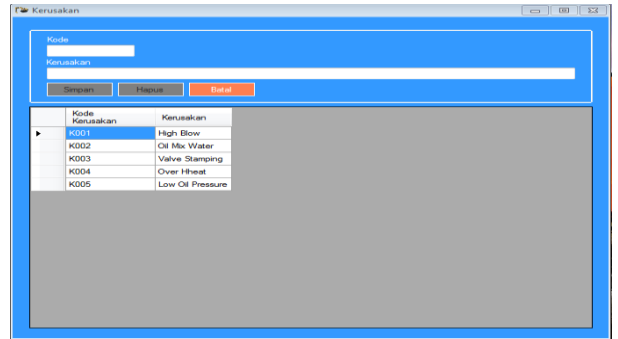 Kerusakan
Kode
Kerusakan
Simpan Hapus Batal
Kode Kerusakan Kerusakan
K001 High Blow
K002 Oil Mix Water
K003 Valve Stamping
K004 Over Hheat
K005 Low Oil Pressure